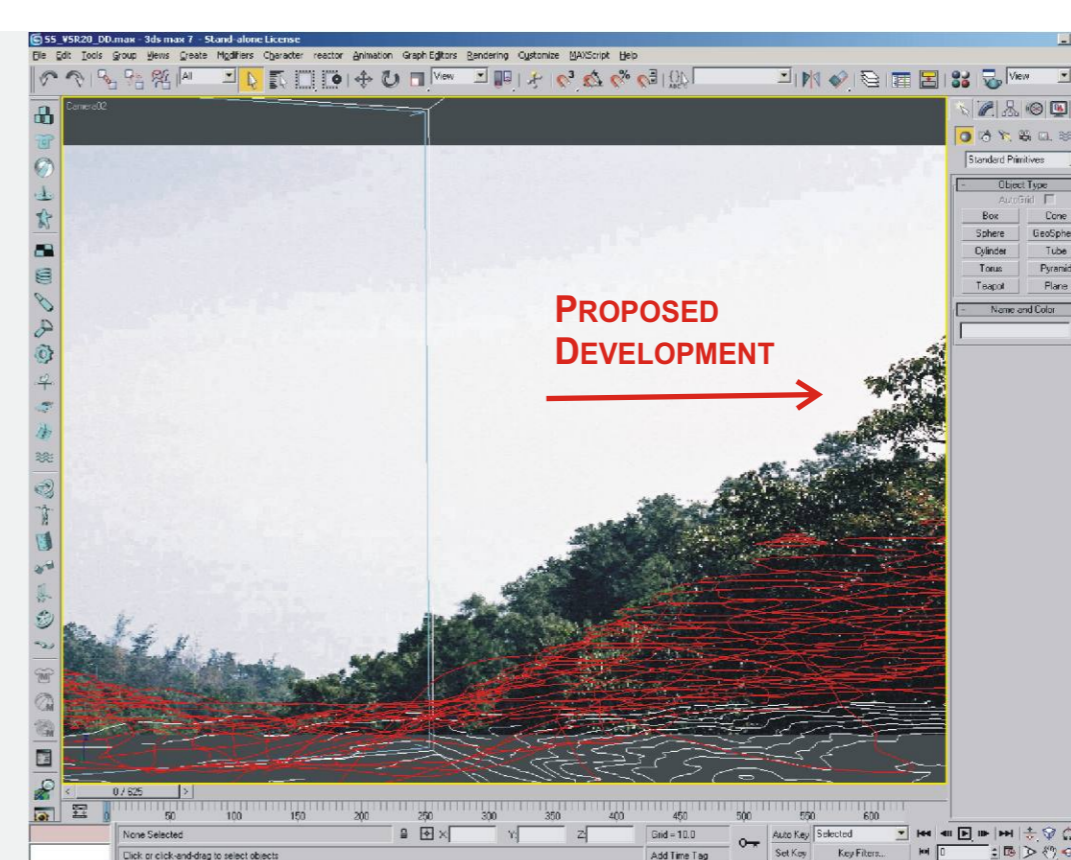 SS_VSR20_DD.max - 3ds max 7 - Stand-alone License
File Edit Tools Group Views Create Modifiers Character reactor Animation Graph Editors Rendering Customize MAXScript Help
All View View
Camera02
Standard Primitives
- Object Type
AutoGrid
Box Cone
Sphere GeoSphe
Cylinder Tube
Torus Pyramid
Teapot Plane
- Name and Color
PROPOSED
DEVELOPMENT
< 0 / 625 >
0 50 100 150 200 250 300 350 400 450 500 550 600
None Selected X: Y: Z: Grid = 10.0 Auto Key Selected
Click or click-and-drag to select objects Add Time Tag Set Key Key Filters... 0